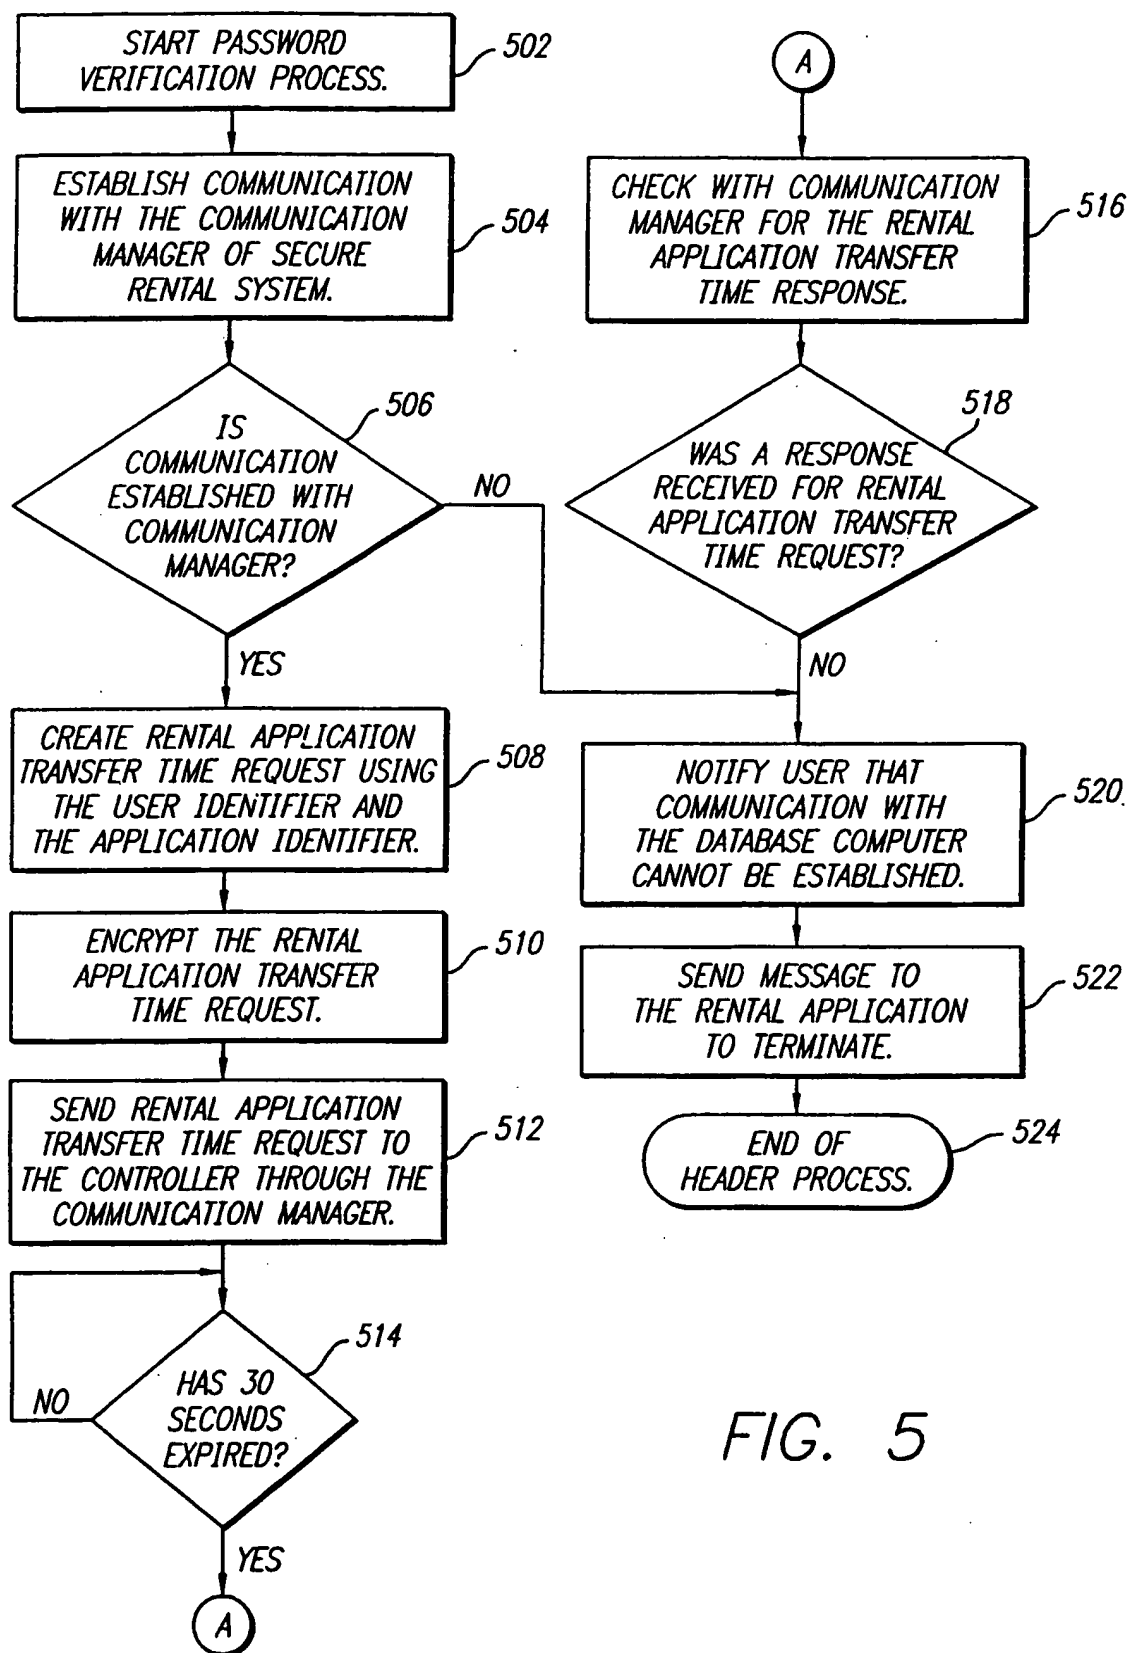 START PASSWORD
VERIFICATION PROCESS.
502
ESTABLISH COMMUNICATION
WITH THE COMMUNICATION
MANAGER OF SECURE
RENTAL SYSTEM.
504
IS
COMMUNICATION
ESTABLISHED WITH
COMMUNICATION
MANAGER?
506
NO
YES
CREATE RENTAL APPLICATION
TRANSFER TIME REQUEST USING
THE USER IDENTIFIER AND
THE APPLICATION IDENTIFIER.
508
ENCRYPT THE RENTAL
APPLICATION TRANSFER
TIME REQUEST.
510
SEND RENTAL APPLICATION
TRANSFER TIME REQUEST TO
THE CONTROLLER THROUGH THE
COMMUNICATION MANAGER.
512
HAS 30
SECONDS
EXPIRED?
514
NO
YES
A
A
CHECK WITH COMMUNICATION
MANAGER FOR THE RENTAL
APPLICATION TRANSFER
TIME RESPONSE.
516
WAS A RESPONSE
RECEIVED FOR RENTAL
APPLICATION TRANSFER
TIME REQUEST?
518
NO
NOTIFY USER THAT
COMMUNICATION WITH
THE DATABASE COMPUTER
CANNOT BE ESTABLISHED.
520
SEND MESSAGE TO
THE RENTAL APPLICATION
TO TERMINATE.
522
END OF
HEADER PROCESS.
524
FIG. 5